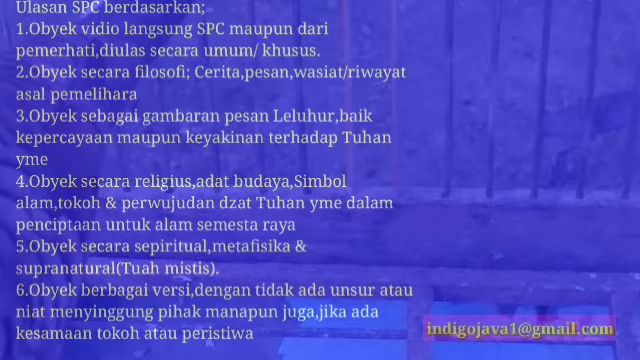 Ulasan SPC berdasarkan;
1.Obyek vidio langsung SPC maupun dari
pemerhati,diulas secara umum/ khusus.
2.Obyek secara filosofi; Cerita,pesan,wasiat/riwayat
asal pemelihara
3.Obyek sebagai gambaran pesan Leluhur,baik
kepercayaan maupun keyakinan terhadap Tuhan
yme
4.Obyek secara religius,adat budaya,Simbol
alam,tokoh & perwujudan dzat Tuhan yme dalam
penciptaan untuk alam semesta raya
5.Obyek secara sepiritual,metafisika &
supranatural(Tuah mistis).
6.Obyek berbagai versi,dengan tidak ada unsur atau
niat menyinggung pihak manapun juga,jika ada
kesamaan tokoh atau peristiwa
indigojava1@gmail.com